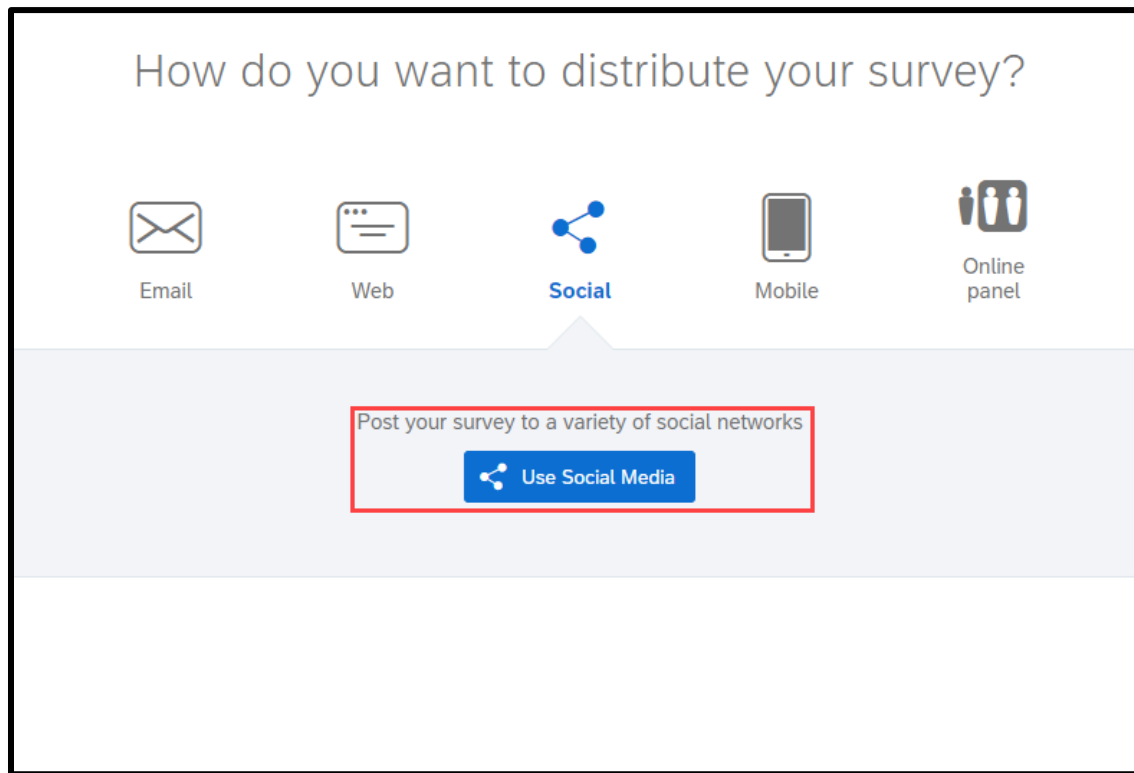 How do you want to distribute your survey?
Email
Web
Social
Mobile
Online
panel
Post your survey to a variety of social networks
Use Social Media